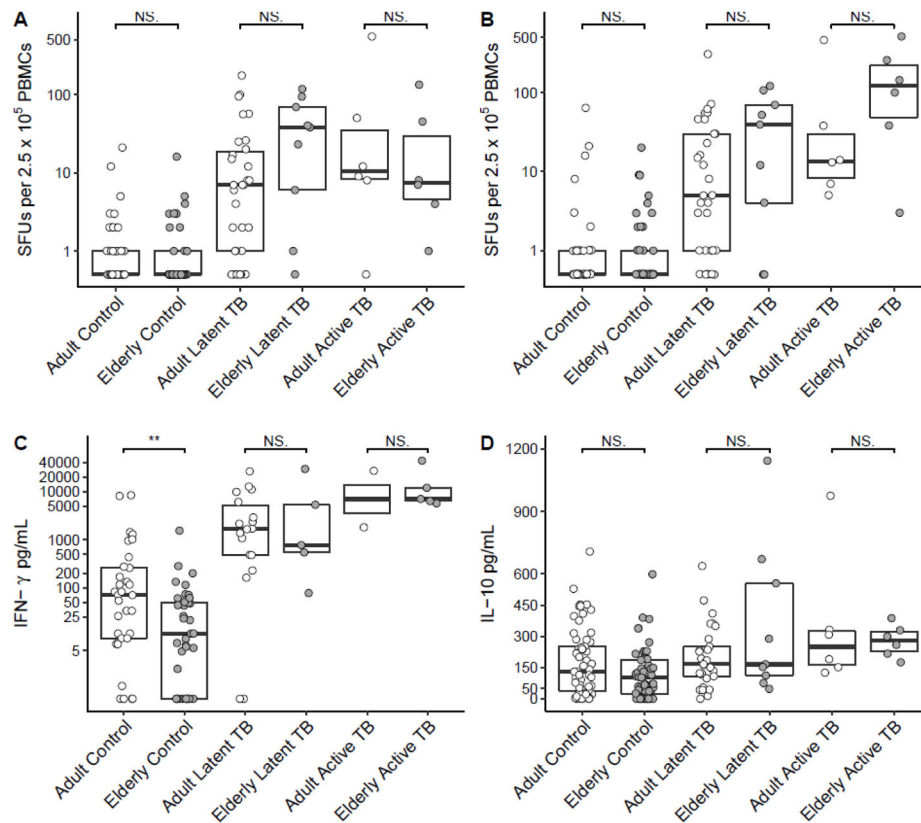 A
NS.
NS.
NS.
SFUs per 2.5 x 10⁵ PBMCs
500
100
10
1
Adult Control
Elderly Control
Adult Latent TB
Elderly Latent TB
Adult Active TB
Elderly Active TB
B
NS.
NS.
NS.
SFUs per 2.5 x 10⁵ PBMCs
500
100
10
1
Adult Control
Elderly Control
Adult Latent TB
Elderly Latent TB
Adult Active TB
Elderly Active TB
C
**
NS.
NS.
IFN− γ pg/mL
40000
10000
5000
1000
500
200
100
50
25
5
Adult Control
Elderly Control
Adult Latent TB
Elderly Latent TB
Adult Active TB
Elderly Active TB
D
NS.
NS.
NS.
IL−10 pg/mL
1200
900
600
450
300
150
50
0
Adult Control
Elderly Control
Adult Latent TB
Elderly Latent TB
Adult Active TB
Elderly Active TB